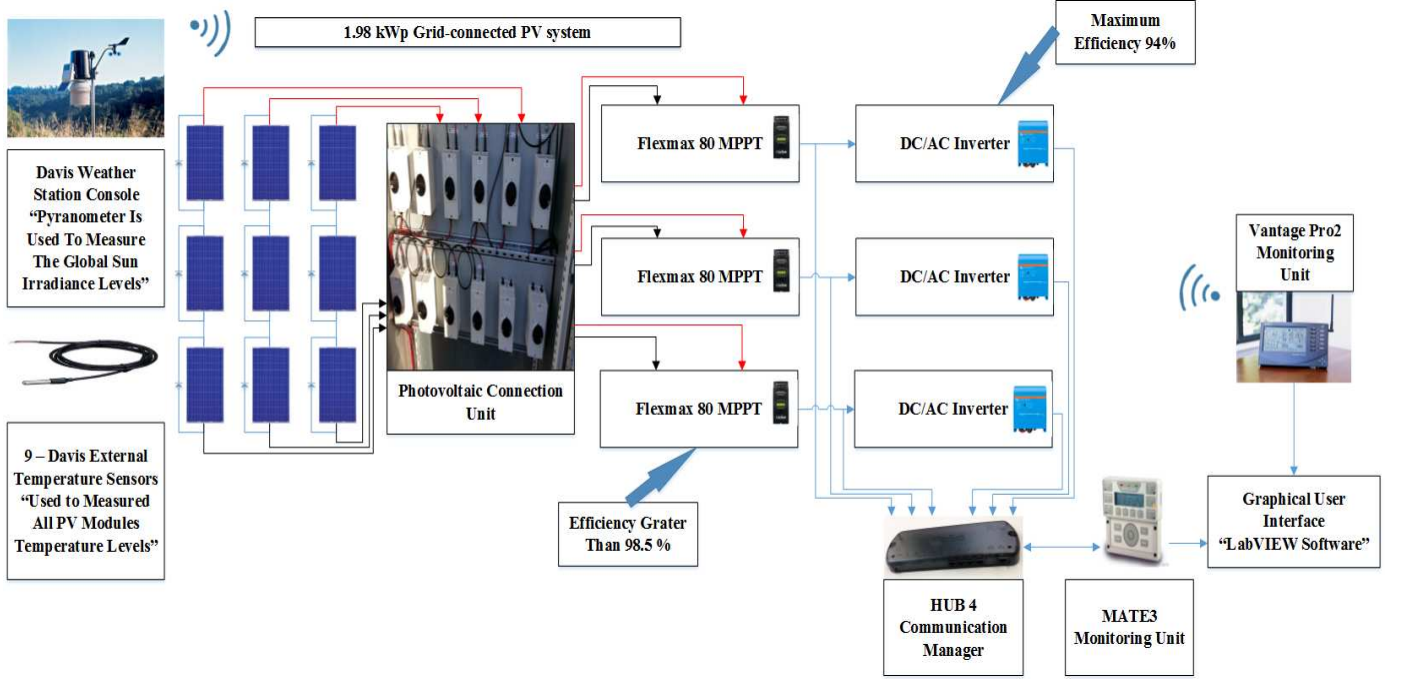 1.98 kWp Grid-connected PV system
Maximum
Efficiency 94%
Davis Weather
Station Console
“Pyranometer Is
Used To Measure
The Global Sun
Irradiance Levels”
9 – Davis External
Temperature Sensors
“Used to Measured
All PV Modules
Temperature Levels”
Photovoltaic Connection
Unit
Flexmax 80 MPPT
DC/AC Inverter
Flexmax 80 MPPT
DC/AC Inverter
Flexmax 80 MPPT
DC/AC Inverter
Efficiency Grater
Than 98.5 %
Vantage Pro2
Monitoring
Unit
Graphical User
Interface
“LabVIEW Software”
HUB 4
Communication
Manager
MATE3
Monitoring Unit